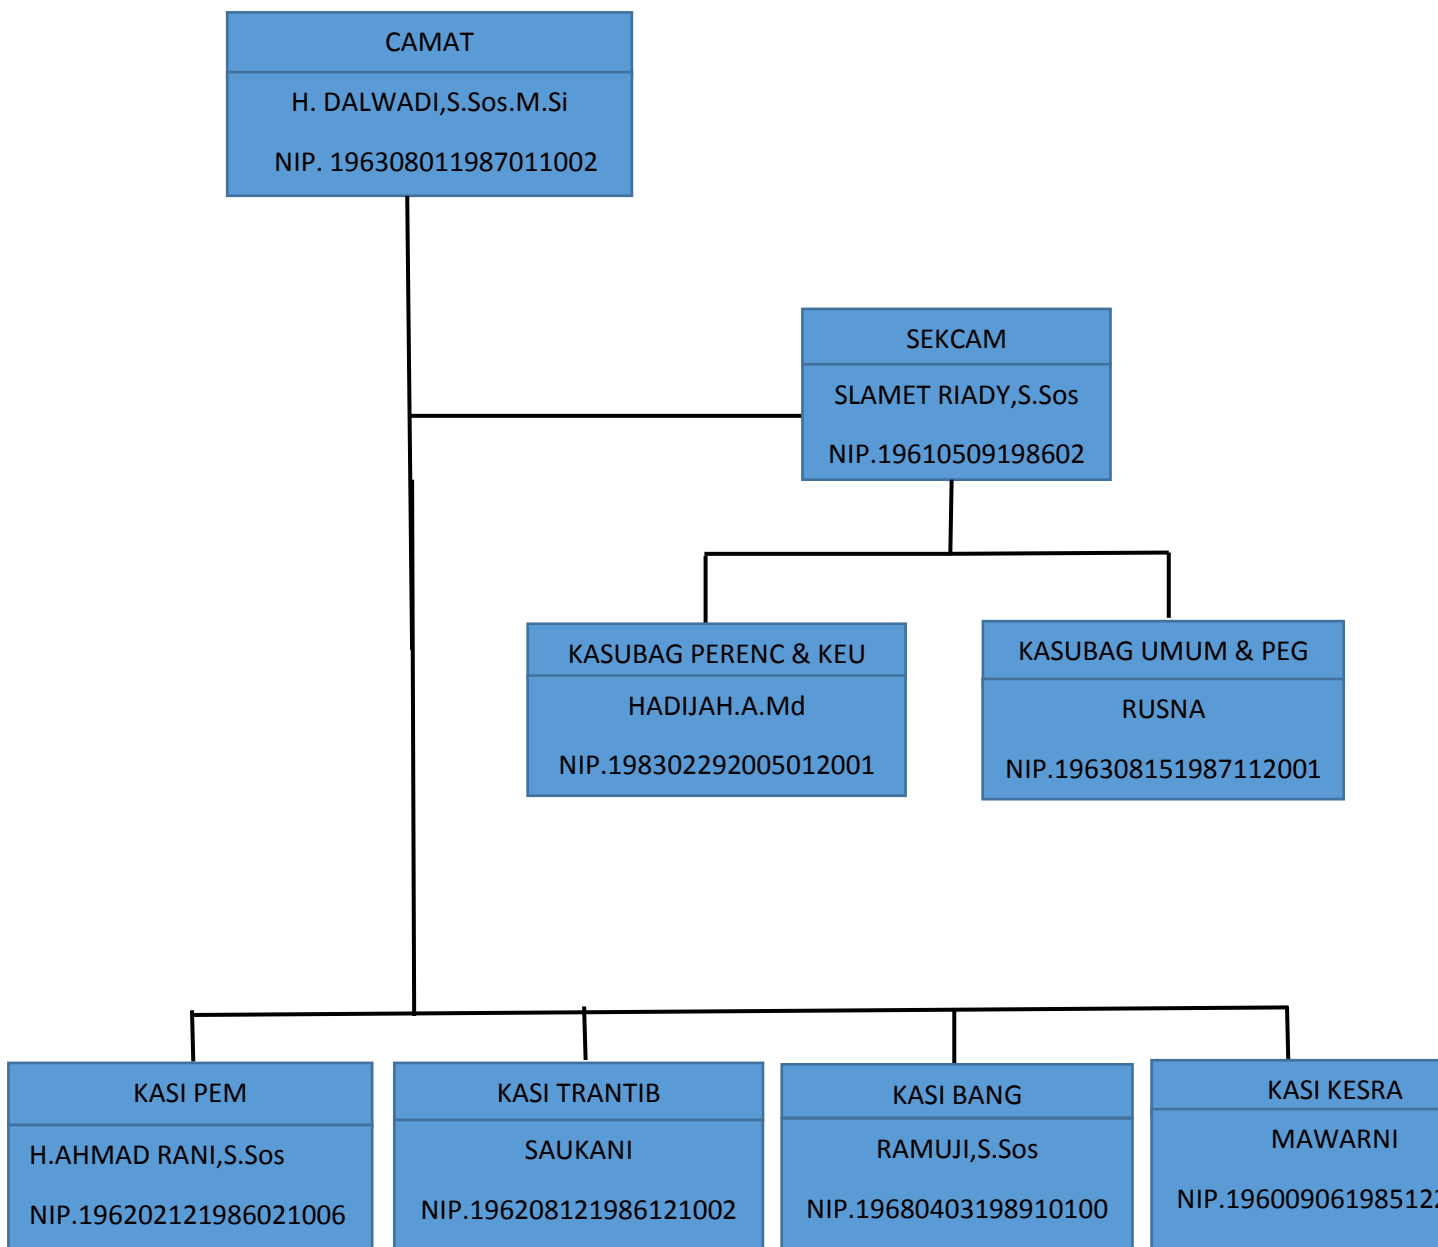 CAMAT
H. DALWADI,S.Sos.M.Si
NIP. 196308011987011002
SEKCAM
SLAMET RIADY,S.Sos
NIP.19610509198602
KASUBAG PERENC & KEU
HADIJAH.A.Md
NIP.198302292005012001
KASUBAG UMUM & PEG
RUSNA
NIP.196308151987112001
KASI PEM
H.AHMAD RANI,S.Sos
NIP.196202121986021006
KASI TRANTIB
SAUKANI
NIP.196208121986121002
KASI BANG
RAMUJI,S.Sos
NIP.19680403198910100
KASI KESRA
MAWARNI